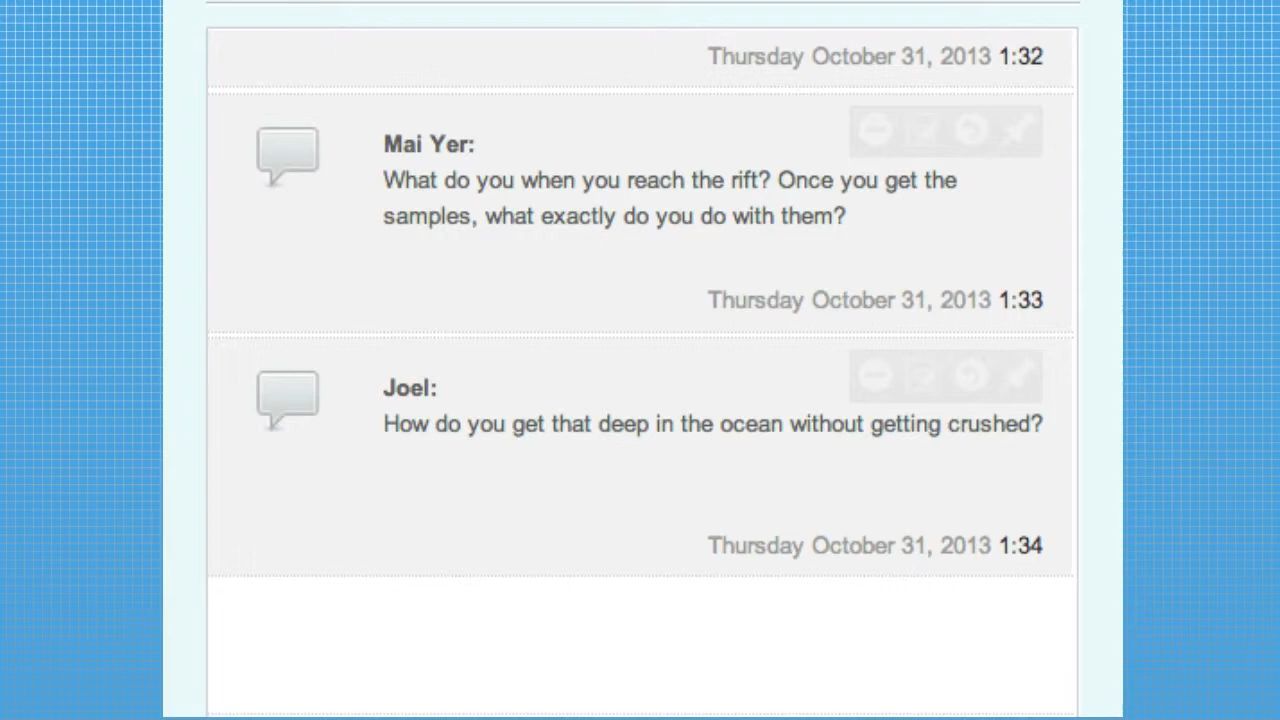 Thursday October 31, 2013 1:32
Mai Yer:
What do you when you reach the rift? Once you get the
samples, what exactly do you do with them?
Thursday October 31, 2013 1:33
Joel:
How do you get that deep in the ocean without getting crushed?
Thursday October 31, 2013 1:34